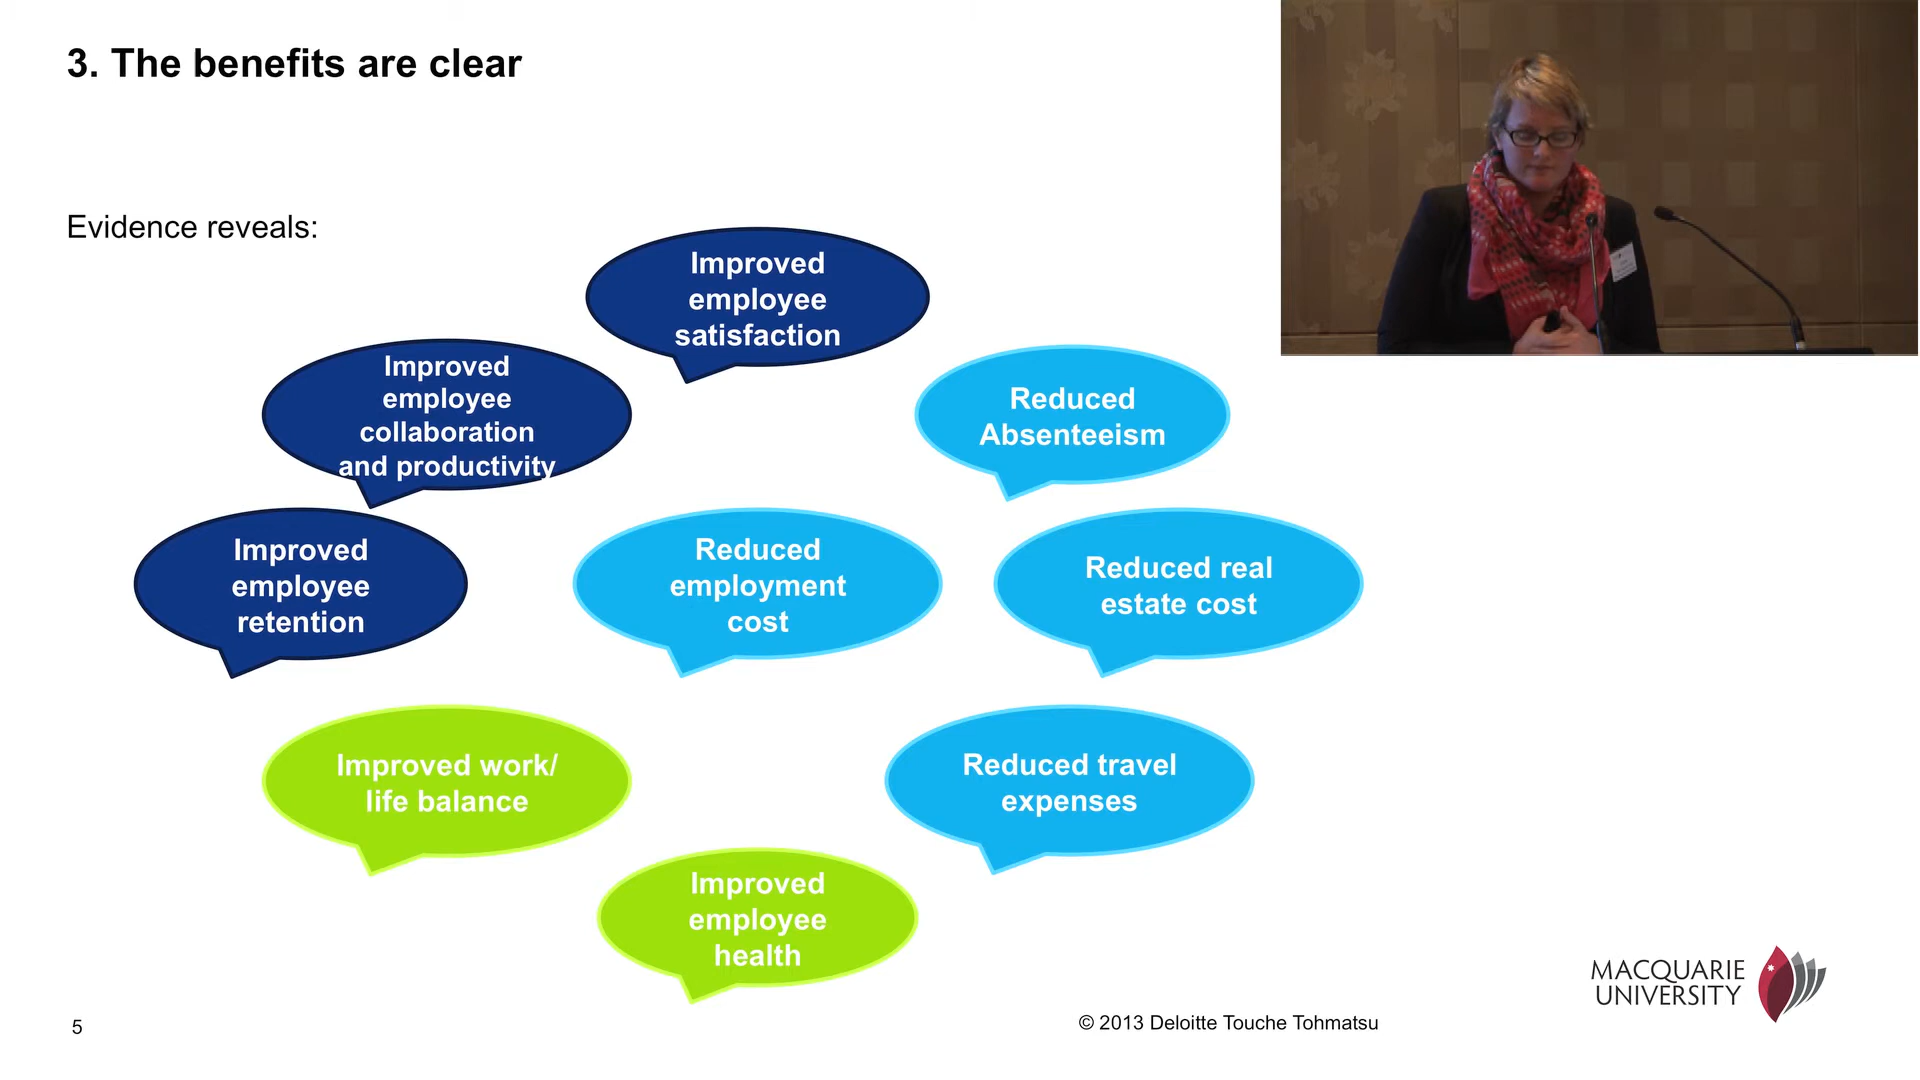 3. The benefits are clear
Evidence reveals:
Improved
employee
satisfaction
Improved
employee
collaboration
and productivity
Reduced
Absenteeism
Improved
employee
retention
Reduced
employment
cost
Reduced real
estate cost
Improved work/
life balance
Reduced travel
expenses
Improved
employee
health
MACQUARIE
UNIVERSITY
5
© 2013 Deloitte Touche Tohmatsu